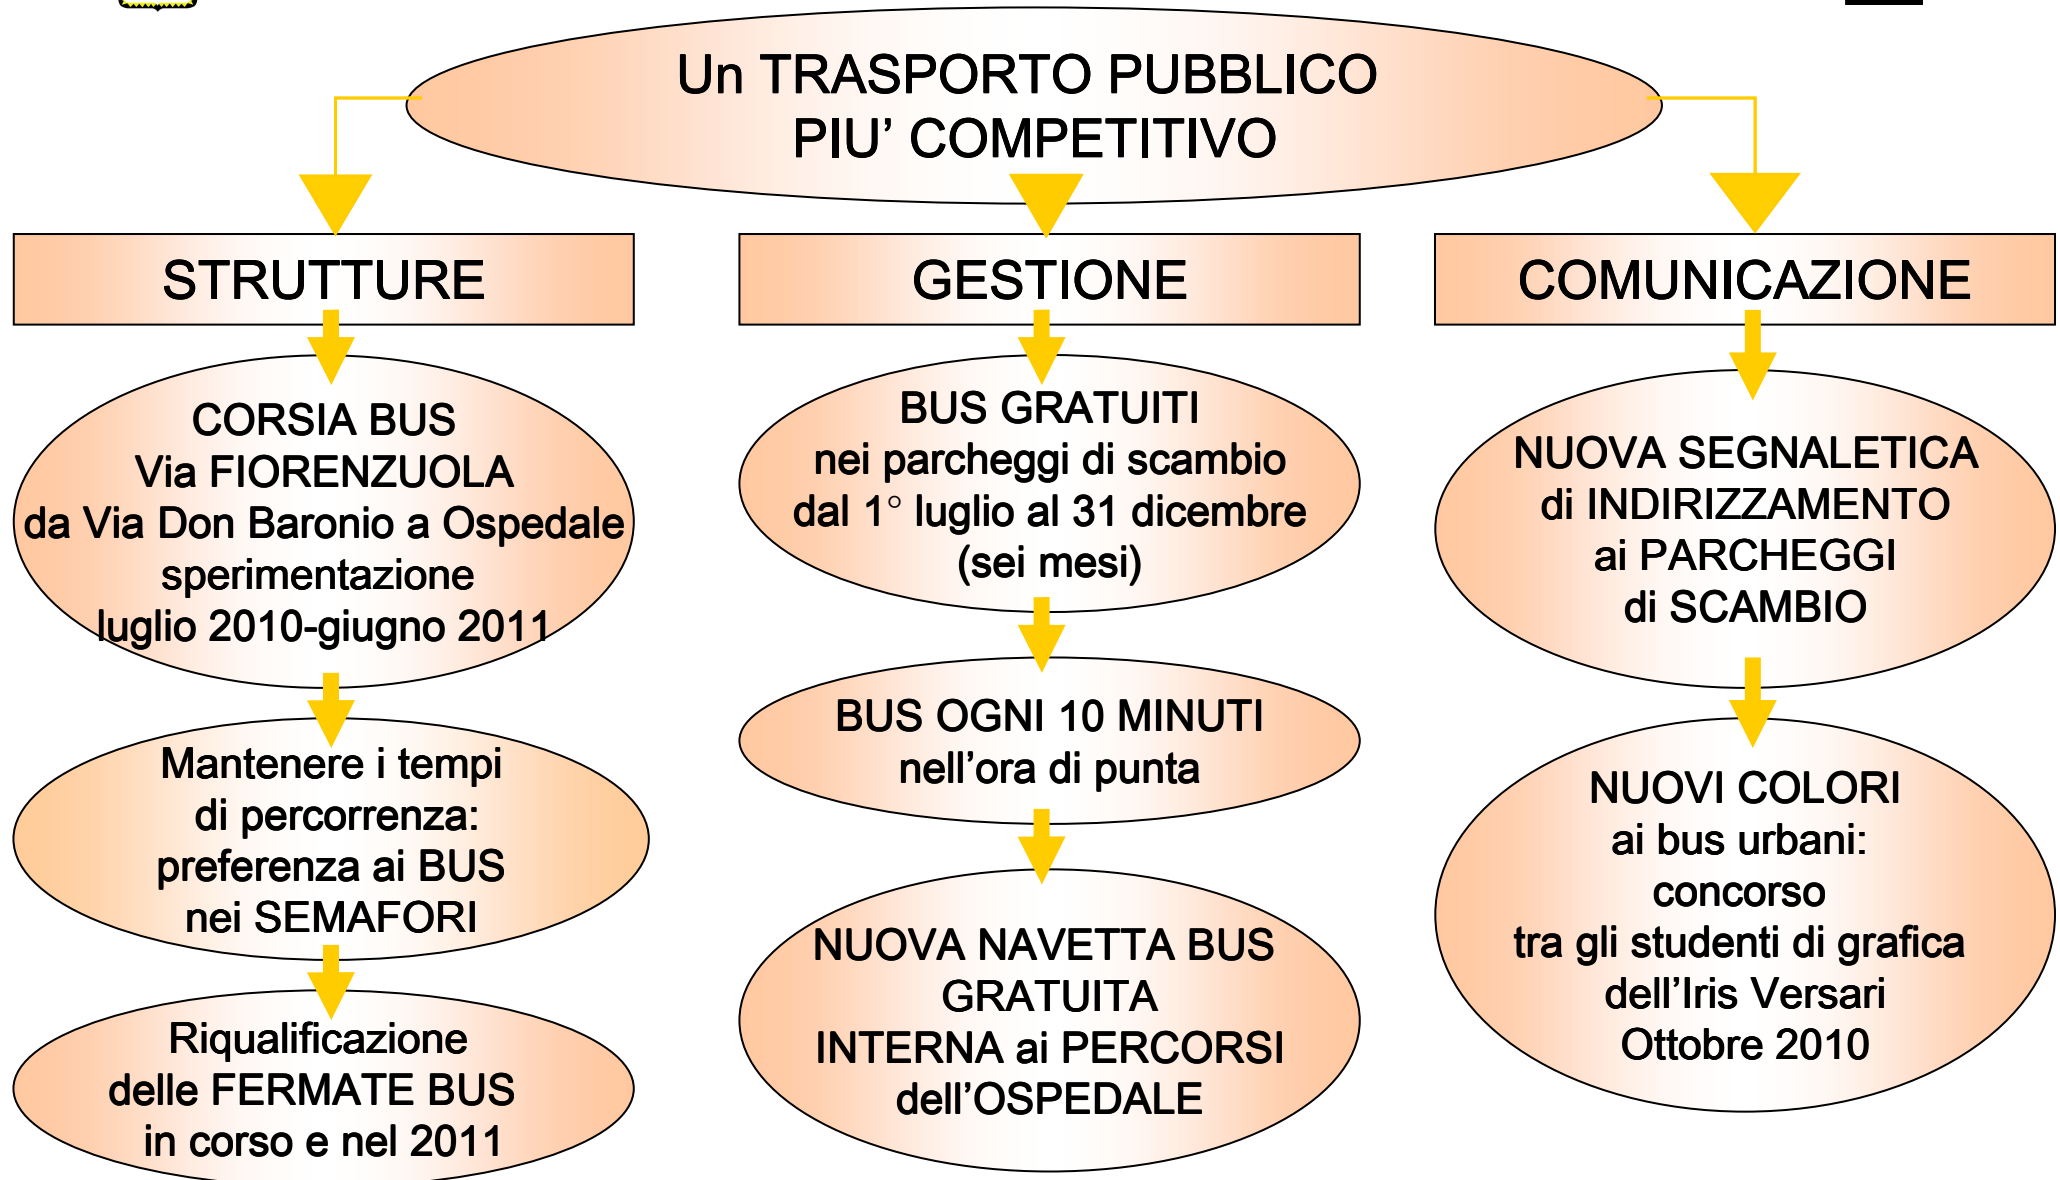 Un TRASPORTO PUBBLICO
PIU’ COMPETITIVO
STRUTTURE
CORSIA BUS
Via FIORENZUOLA
da Via Don Baronio a Ospedale
sperimentazione
luglio 2010-giugno 2011
Mantenere i tempi
di percorrenza:
preferenza ai BUS
nei SEMAFORI
Riqualificazione
delle FERMATE BUS
in corso e nel 2011
GESTIONE
BUS GRATUITI
nei parcheggi di scambio
dal 1° luglio al 31 dicembre
(sei mesi)
BUS OGNI 10 MINUTI
nell’ora di punta
NUOVA NAVETTA BUS
GRATUITA
INTERNA ai PERCORSI
dell’OSPEDALE
COMUNICAZIONE
NUOVA SEGNALETICA
di INDIRIZZAMENTO
ai PARCHEGGI
di SCAMBIO
NUOVI COLORI
ai bus urbani:
concorso
tra gli studenti di grafica
dell’Iris Versari
Ottobre 2010